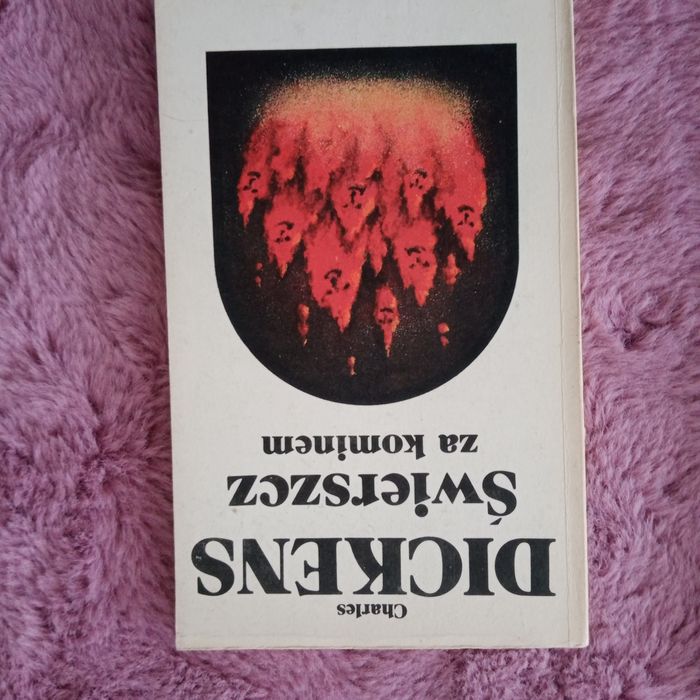 Charles
DICKENS
Świerszcz
za kominem